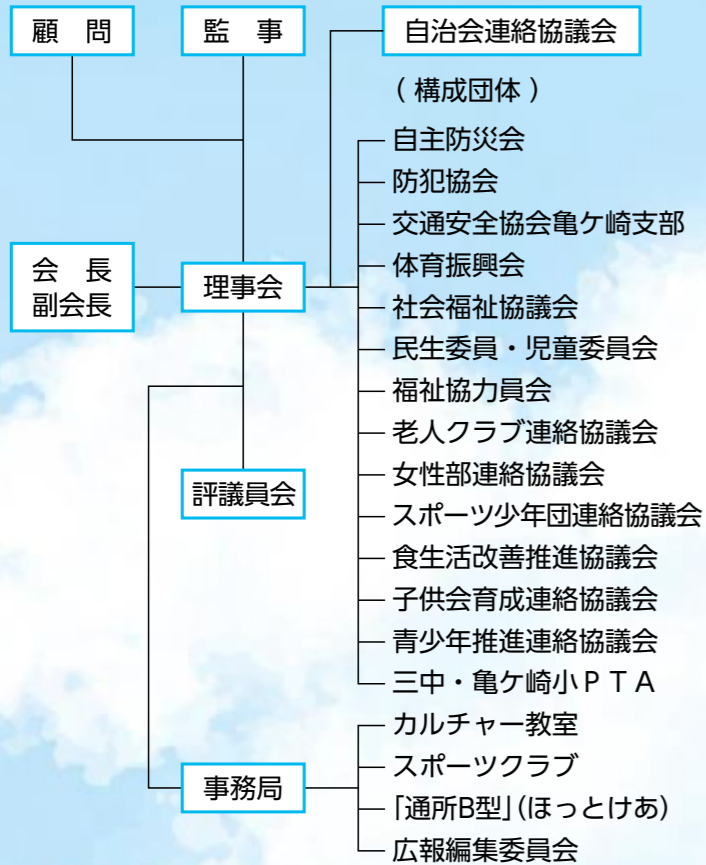 顧 問
監 事
自治会連絡協議会
（構成団体）
自主防災会
防犯協会
交通安全協会亀ケ崎支部
体育振興会
会 長
副会長
理事会
社会福祉協議会
民生委員・児童委員会
福祉協力員会
老人クラブ連絡協議会
女性部連絡協議会
評議員会
スポーツ少年団連絡協議会
食生活改善推進協議会
子供会育成連絡協議会
青少年推進連絡協議会
三中・亀ケ崎小ＰＴＡ
事務局
カルチャー教室
スポーツクラブ
「通所B型」（ほっとけあ）
広報編集委員会